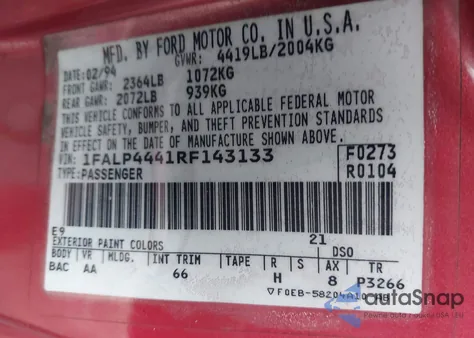 MFD. BY FORD MOTOR CO. IN U.S.A.
DATE: 02/94 GVWR: 4419LB/2004KG
FRONT GAWR: 2364LB 1072KG
REAR GAWR: 2072LB 939KG
THIS VEHICLE CONFORMS TO ALL APPLICABLE FEDERAL MOTOR
VEHICLE SAFETY, BUMPER, AND THEFT PREVENTION STANDARDS
IN EFFECT ON THE DATE OF MANUFACTURE SHOWN ABOVE.
VIN: 1FALP4441RF143133 F0273
TYPE: PASSENGER R0104
E9 21
EXTERIOR PAINT COLORS DSO
BODY VR MLDG. INT TRIM TAPE R S AX TR
BAC AA 66 H 8 P3266
▽F0EB-58204A10
autoSnap